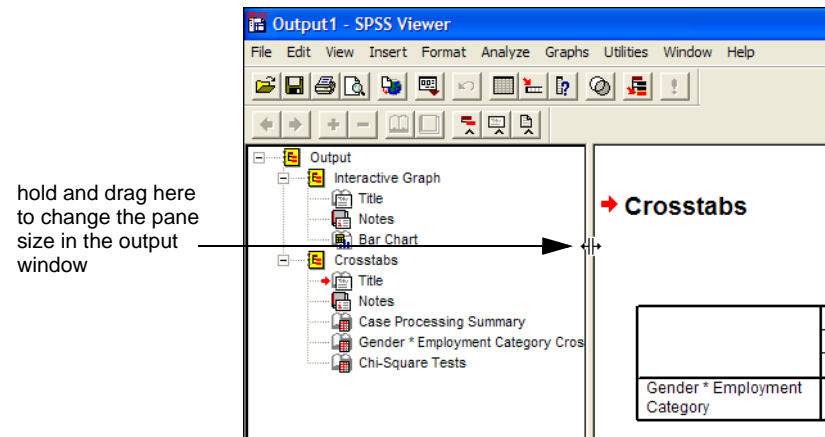 Output1 - SPSS Viewer
File Edit View Insert Format Analyze Graphs Utilities Window Help
Output
Interactive Graph
Title
Notes
Bar Chart
Crosstabs
Title
Notes
Case Processing Summary
Gender * Employment Category Cros
Chi-Square Tests
hold and drag here
to change the pane
size in the output
window
Crosstabs
Gender * Employment
Category